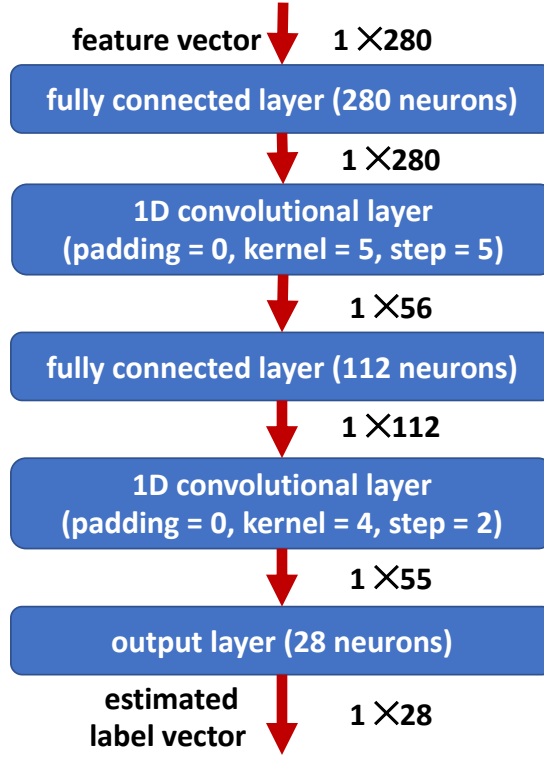 feature vector 1 ×280
fully connected layer (280 neurons)
1 ×280
1D convolutional layer
(padding = 0, kernel = 5, step = 5)
1 ×56
fully connected layer (112 neurons)
1 ×112
1D convolutional layer
(padding = 0, kernel = 4, step = 2)
1 ×55
output layer (28 neurons)
estimated
label vector
1 ×28